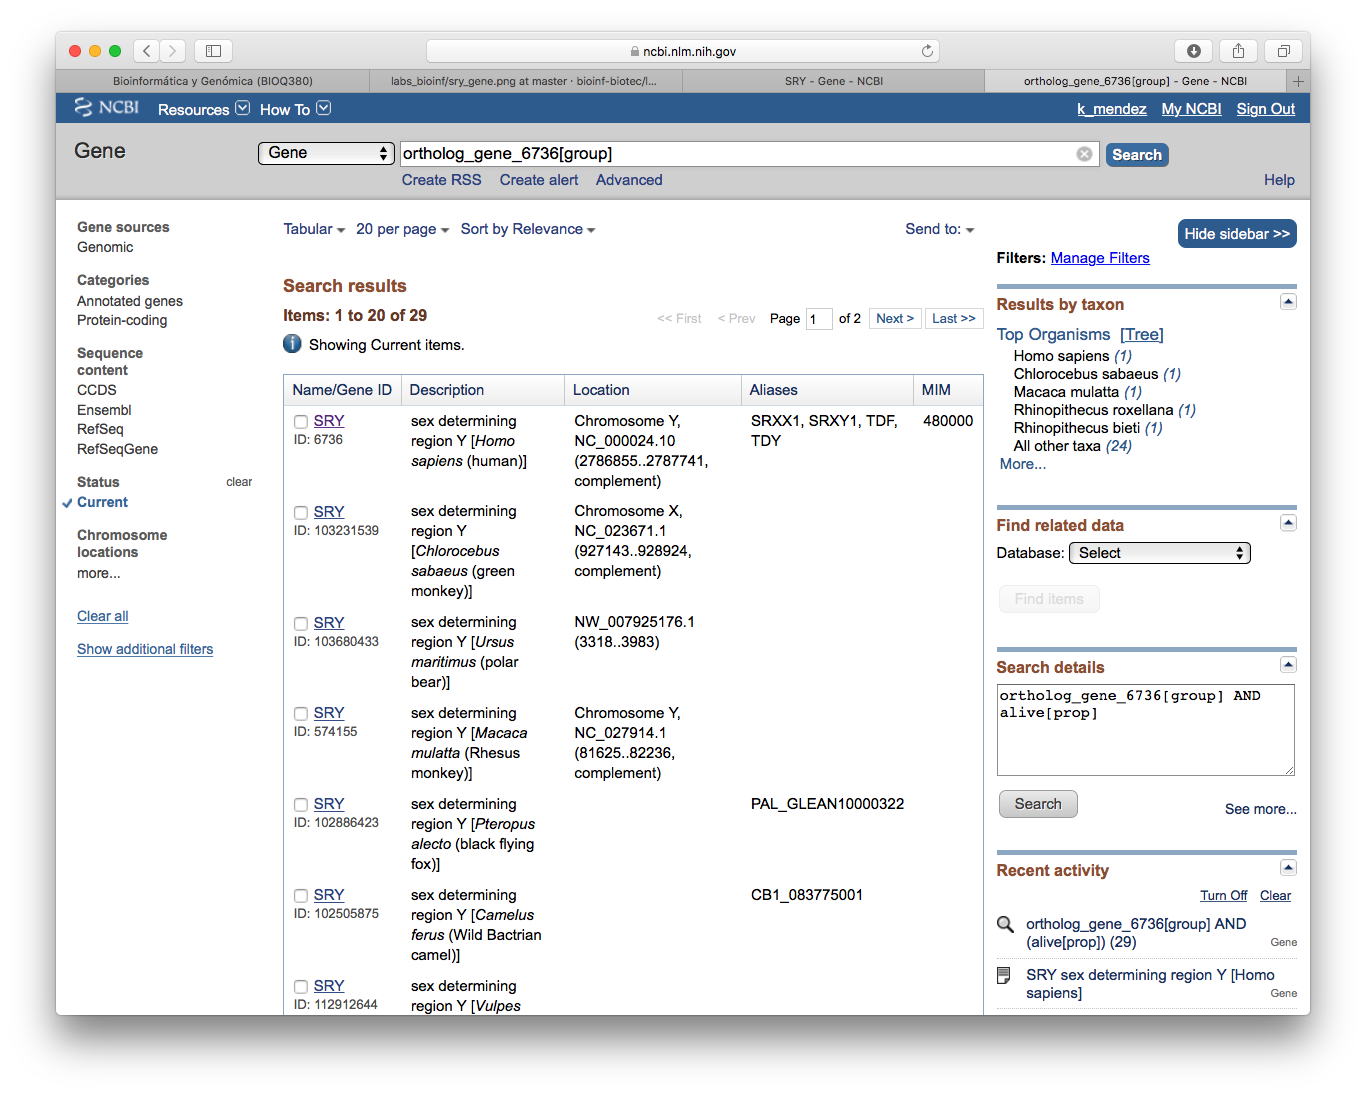 ncbi.nlm.nih.gov
Bioinformática y Genómica (BIOQ380)
labs_bioinf/sry_gene.png at master · bioinf-biotec/l...
SRY - Gene - NCBI
ortholog_gene_6736[group] - Gene - NCBI
NCBI Resources How To
k_mendez My NCBI Sign Out
Gene
Gene
ortholog_gene_6736[group]
Search
Create RSS Create alert Advanced
Help
Gene sources
Genomic
Categories
Annotated genes
Protein-coding
Sequence
content
CCDS
Ensembl
RefSeq
RefSeqGene
Status clear
Current
Chromosome
locations
more...
Clear all
Show additional filters
Tabular 20 per page Sort by Relevance
Send to:
Search results
Items: 1 to 20 of 29
<< First < Prev Page 1 of 2 Next > Last >>
Showing Current items.
Name/Gene ID Description Location Aliases MIM
SRY
ID: 6736
sex determining
region Y [Homo
sapiens (human)]
Chromosome Y,
NC_000024.10
(2786855..2787741,
complement)
SRXX1, SRXY1, TDF,
TDY
480000
SRY
ID: 103231539
sex determining
region Y
[Chlorocebus
sabaeus (green
monkey)]
Chromosome X,
NC_023671.1
(927143..928924,
complement)
SRY
ID: 103680433
sex determining
region Y [Ursus
maritimus (polar
bear)]
NW_007925176.1
(3318..3983)
SRY
ID: 574155
sex determining
region Y [Macaca
mulatta (Rhesus
monkey)]
Chromosome Y,
NC_027914.1
(81625..82236,
complement)
SRY
ID: 102886423
sex determining
region Y [Pteropus
alecto (black flying
fox)]
PAL_GLEAN10000322
SRY
ID: 102505875
sex determining
region Y [Camelus
ferus (Wild Bactrian
camel)]
CB1_083775001
SRY
ID: 112912644
sex determining
region Y [Vulpes
Hide sidebar >>
Filters: Manage Filters
Results by taxon
Top Organisms [Tree]
Homo sapiens (1)
Chlorocebus sabaeus (1)
Macaca mulatta (1)
Rhinopithecus roxellana (1)
Rhinopithecus bieti (1)
All other taxa (24)
More...
Find related data
Database: Select
Find items
Search details
ortholog_gene_6736[group] AND
alive[prop]
Search
See more...
Recent activity
Turn Off Clear
ortholog_gene_6736[group] AND
(alive[prop]) (29)
Gene
SRY sex determining region Y [Homo
sapiens]
Gene